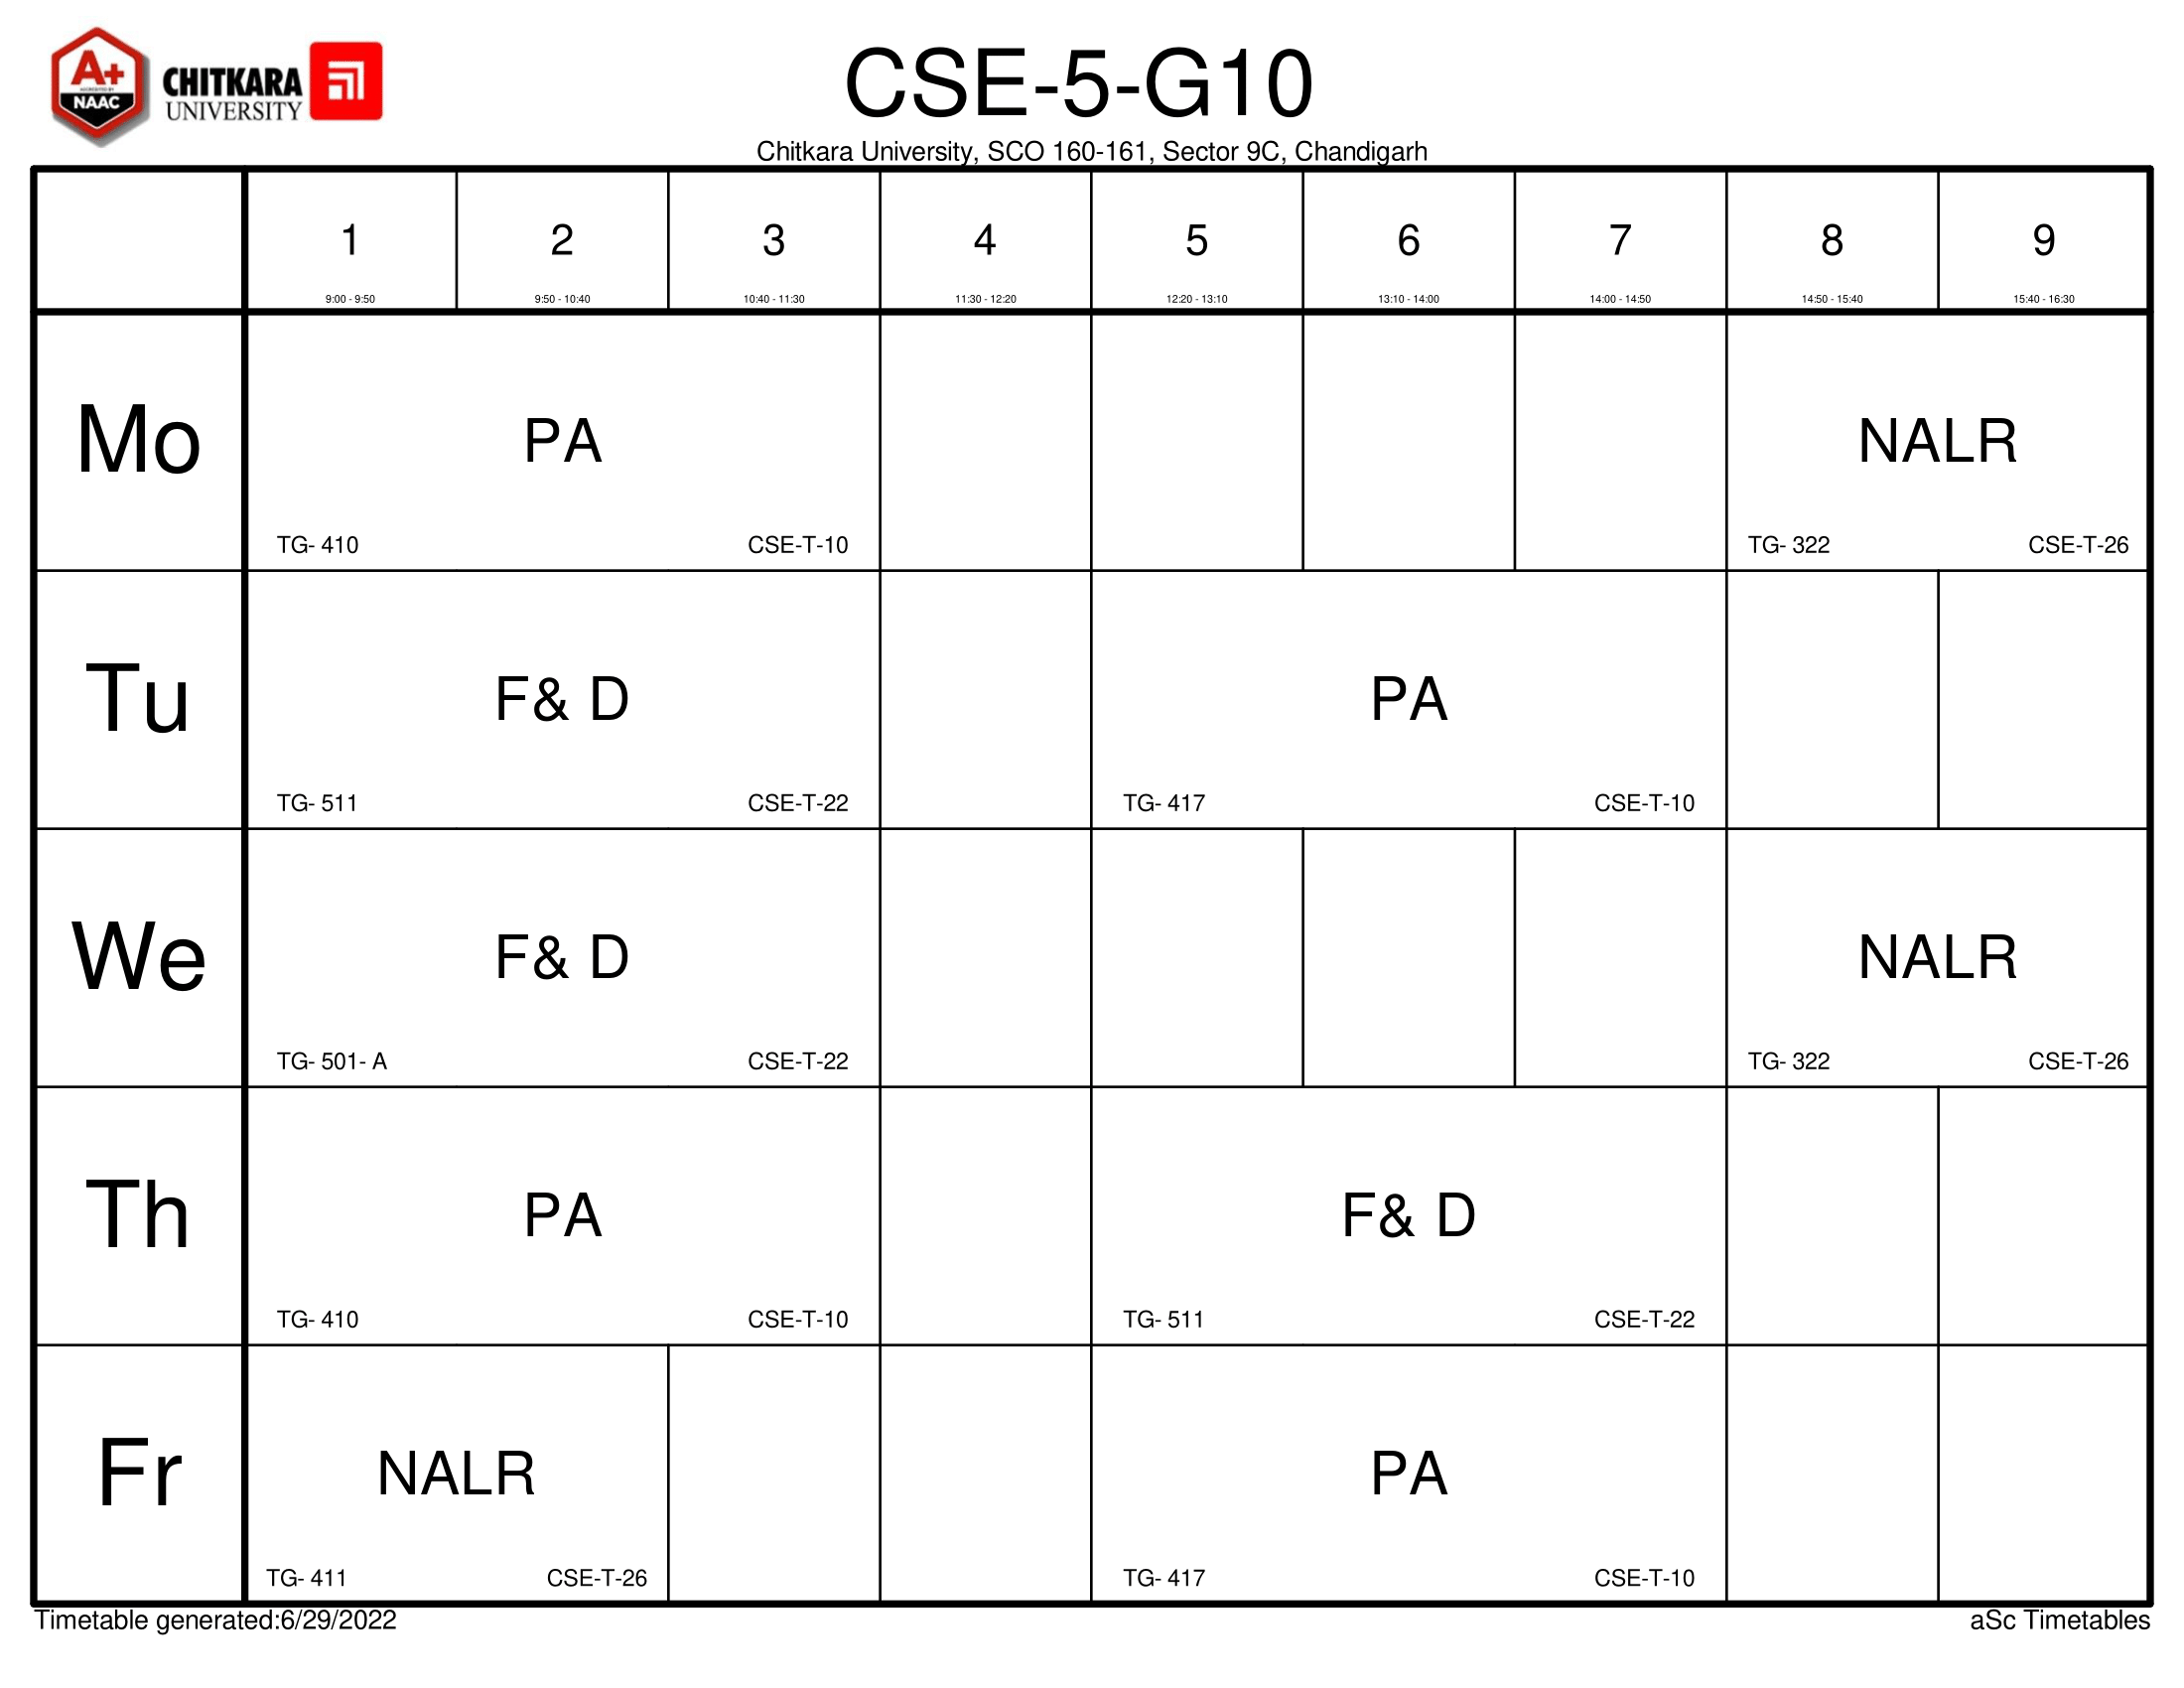 A+
ACCREDITED BY
NAAC
CHITKARA
UNIVERSITY
CSE-5-G10
Chitkara University, SCO 160-161, Sector 9C, Chandigarh
1 2 3 4 5 6 7 8 9
9:00 - 9:50 9:50 - 10:40 10:40 - 11:30 11:30 - 12:20 12:20 - 13:10 13:10 - 14:00 14:00 - 14:50 14:50 - 15:40 15:40 - 16:30
Mo PA NALR
TG- 410 CSE-T-10 TG- 322 CSE-T-26
Tu F& D PA
TG- 511 CSE-T-22 TG- 417 CSE-T-10
We F& D NALR
TG- 501- A CSE-T-22 TG- 322 CSE-T-26
Th PA F& D
TG- 410 CSE-T-10 TG- 511 CSE-T-22
Fr NALR PA
TG- 411 CSE-T-26 TG- 417 CSE-T-10
Timetable generated:6/29/2022 aSc Timetables